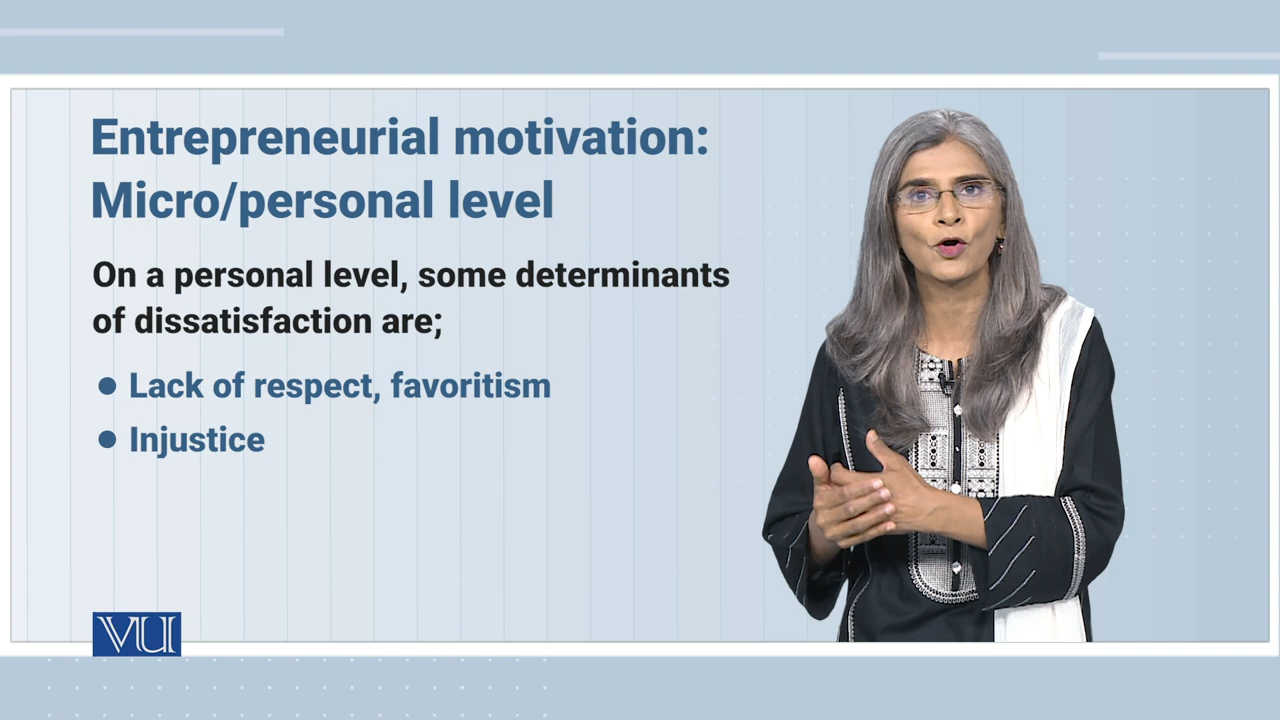 Entrepreneurial motivation:
Micro/personal level
On a personal level, some determinants
of dissatisfaction are;
● Lack of respect, favoritism
● Injustice
VU